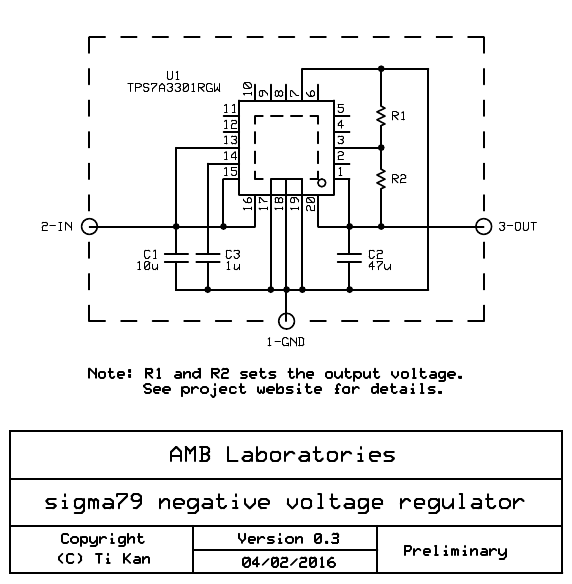 U1
TPS7A3301RGW
10
9
8
7
6
11
12
13
14
15
5
4
3
2
1
16
17
18
19
20
R1
R2
2-IN
3-OUT
C1
10u
C3
1u
C2
47u
1-GND
Note: R1 and R2 sets the output voltage.
See project website for details.
AMB Laboratories
sigma79 negative voltage regulator
Copyright
(C) Ti Kan
Version 0.3
04/02/2016
Preliminary